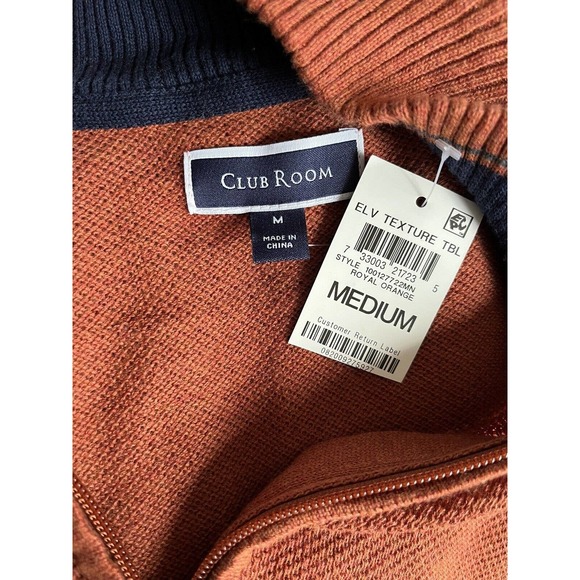 CLUB ROOM
M
MADE IN
CHINA
ELV TEXTURE TBL
7 33003 21723 5
STYLE 100127722MN
ROYAL ORANGE
MEDIUM
Customer Return Label
082009275927